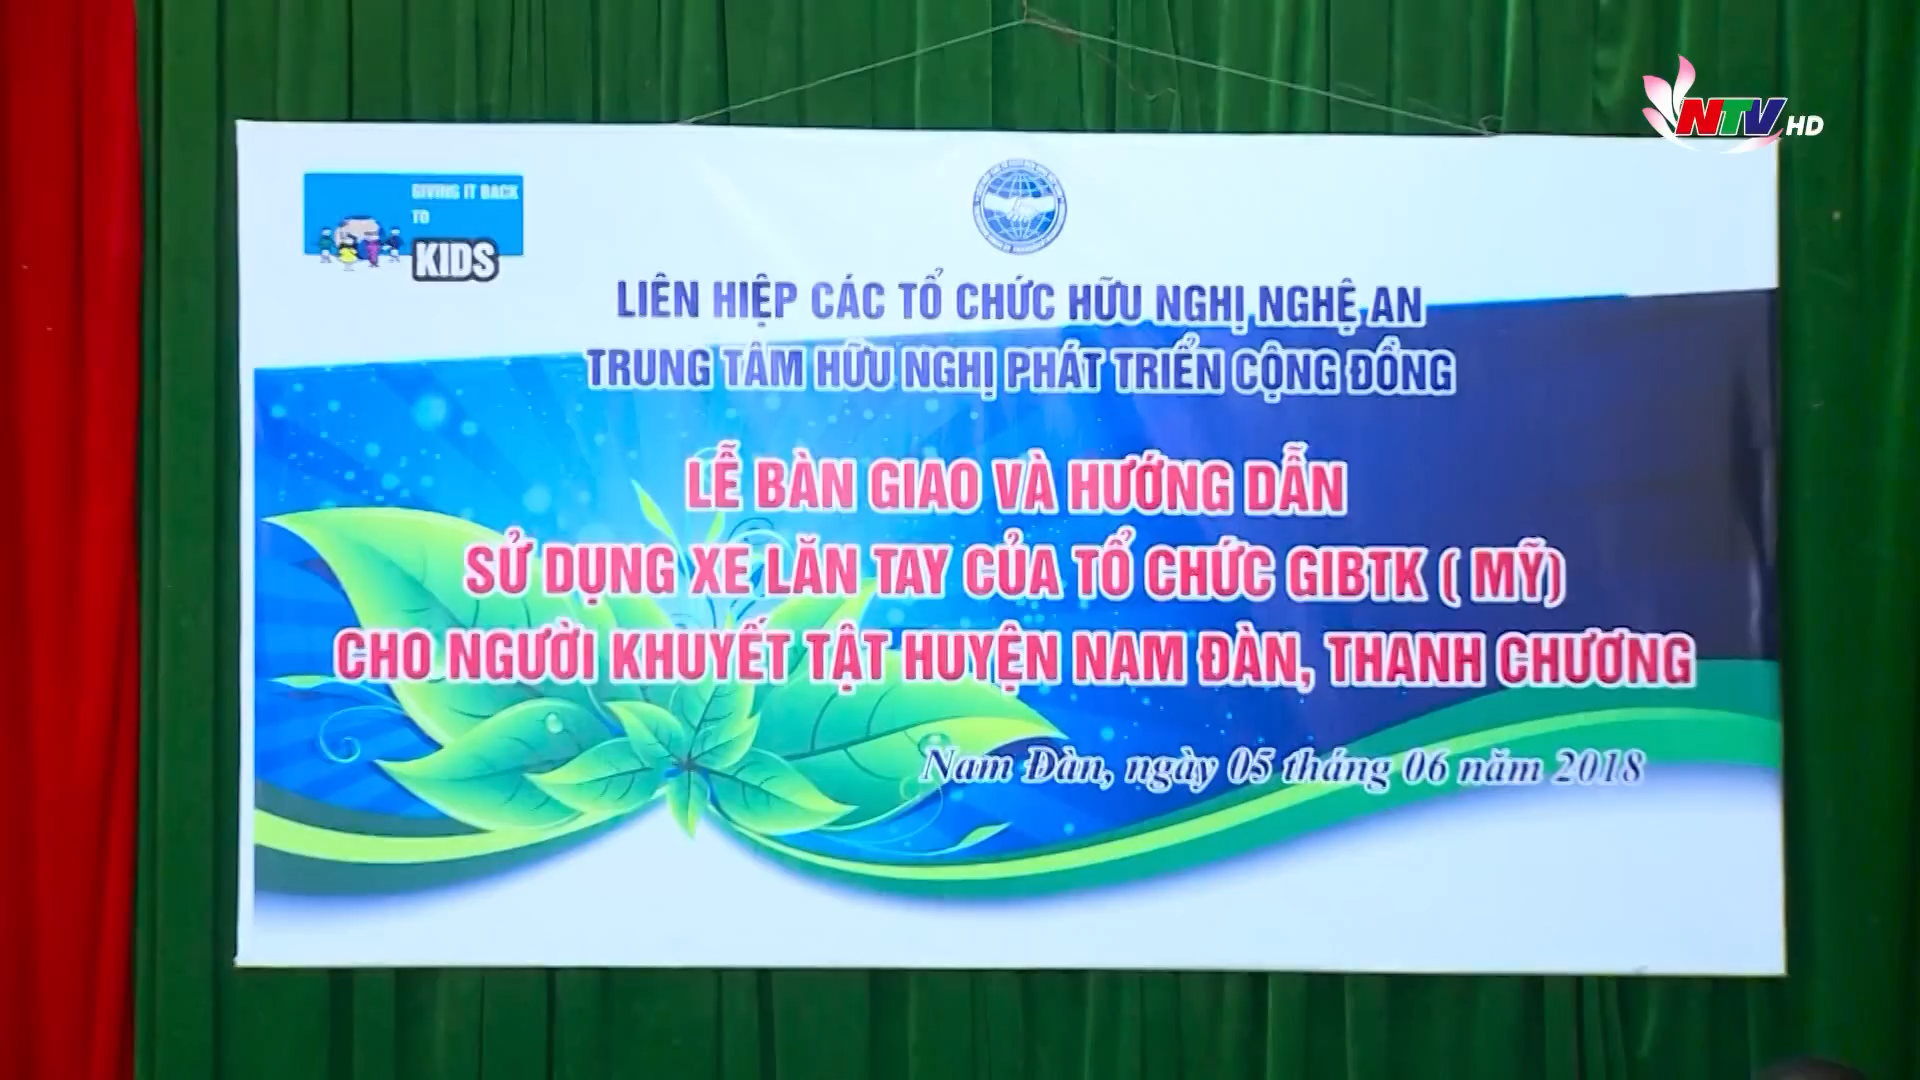 NTV HD
GIVING IT BACK
TO
KIDS
LIÊN HIỆP CÁC TỔ CHỨC HỮU NGHỊ NGHỆ AN
TRUNG TÂM HỮU NGHỊ PHÁT TRIỂN CỘNG ĐỒNG
LỄ BÀN GIAO VÀ HƯỚNG DẪN
SỬ DỤNG XE LĂN TAY CỦA TỔ CHỨC GIBTK ( MỸ)
CHO NGƯỜI KHUYẾT TẬT HUYỆN NAM ĐÀN, THANH CHƯƠNG
Nam Đàn, ngày 05 tháng 06 năm 2018